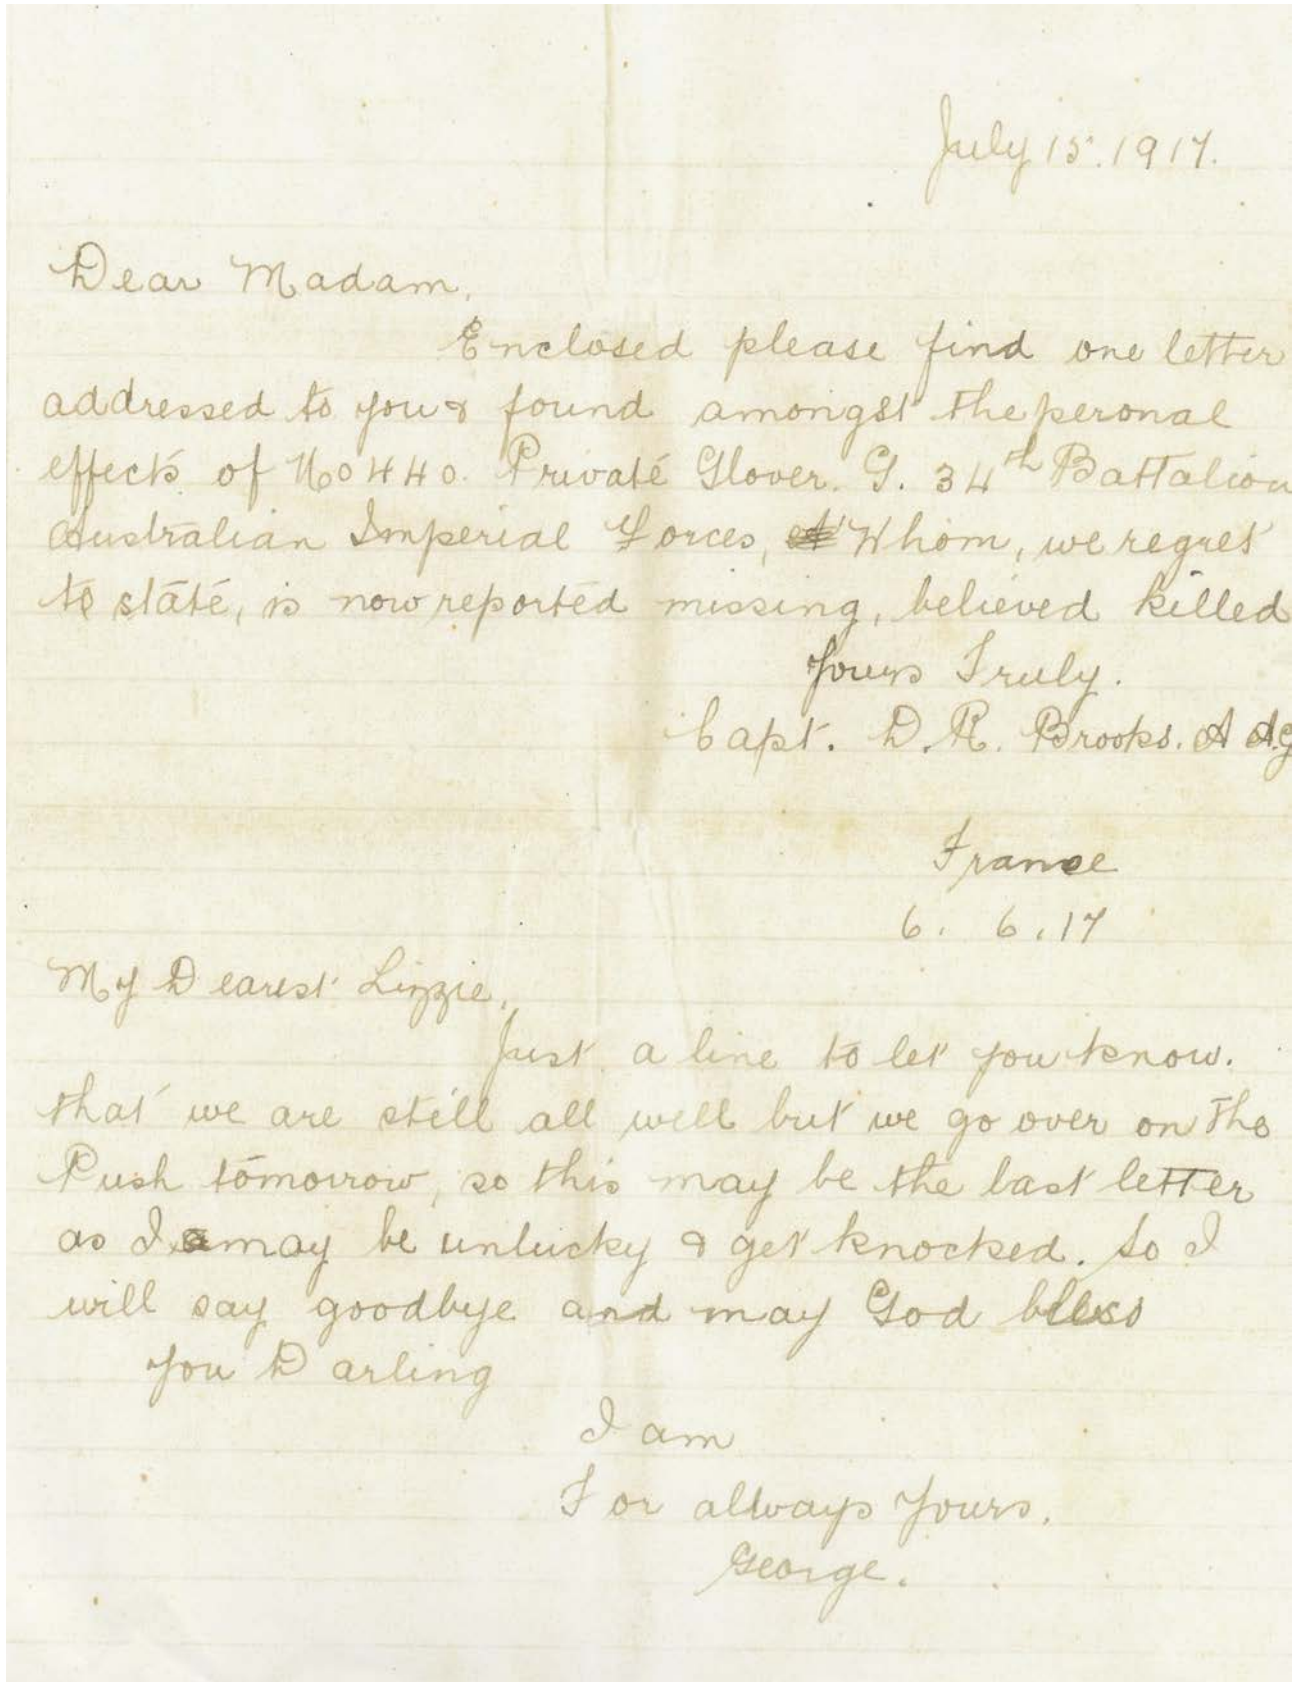 July 15. 1917.
Dear Madam,
Enclosed please find one letter
addressed to you & found amongst the peronal
effects of No 440. Private Glover. G. 34th Battalion
Australian Imperial Forces, Whom, we regret
to state, is now reported missing, believed killed
Yours Truly.
Capt. D. R. Brooks. A A.G
France
6. 6. 17
My Dearest Lizzie,
Just a line to let you know.
that we are still all well but we go over on the
Push tomorrow, so this may be the last letter
as I may be unlucky & get knocked. So I
will say goodbye and may God bless
you Darling
I am
For always Yours.
George.